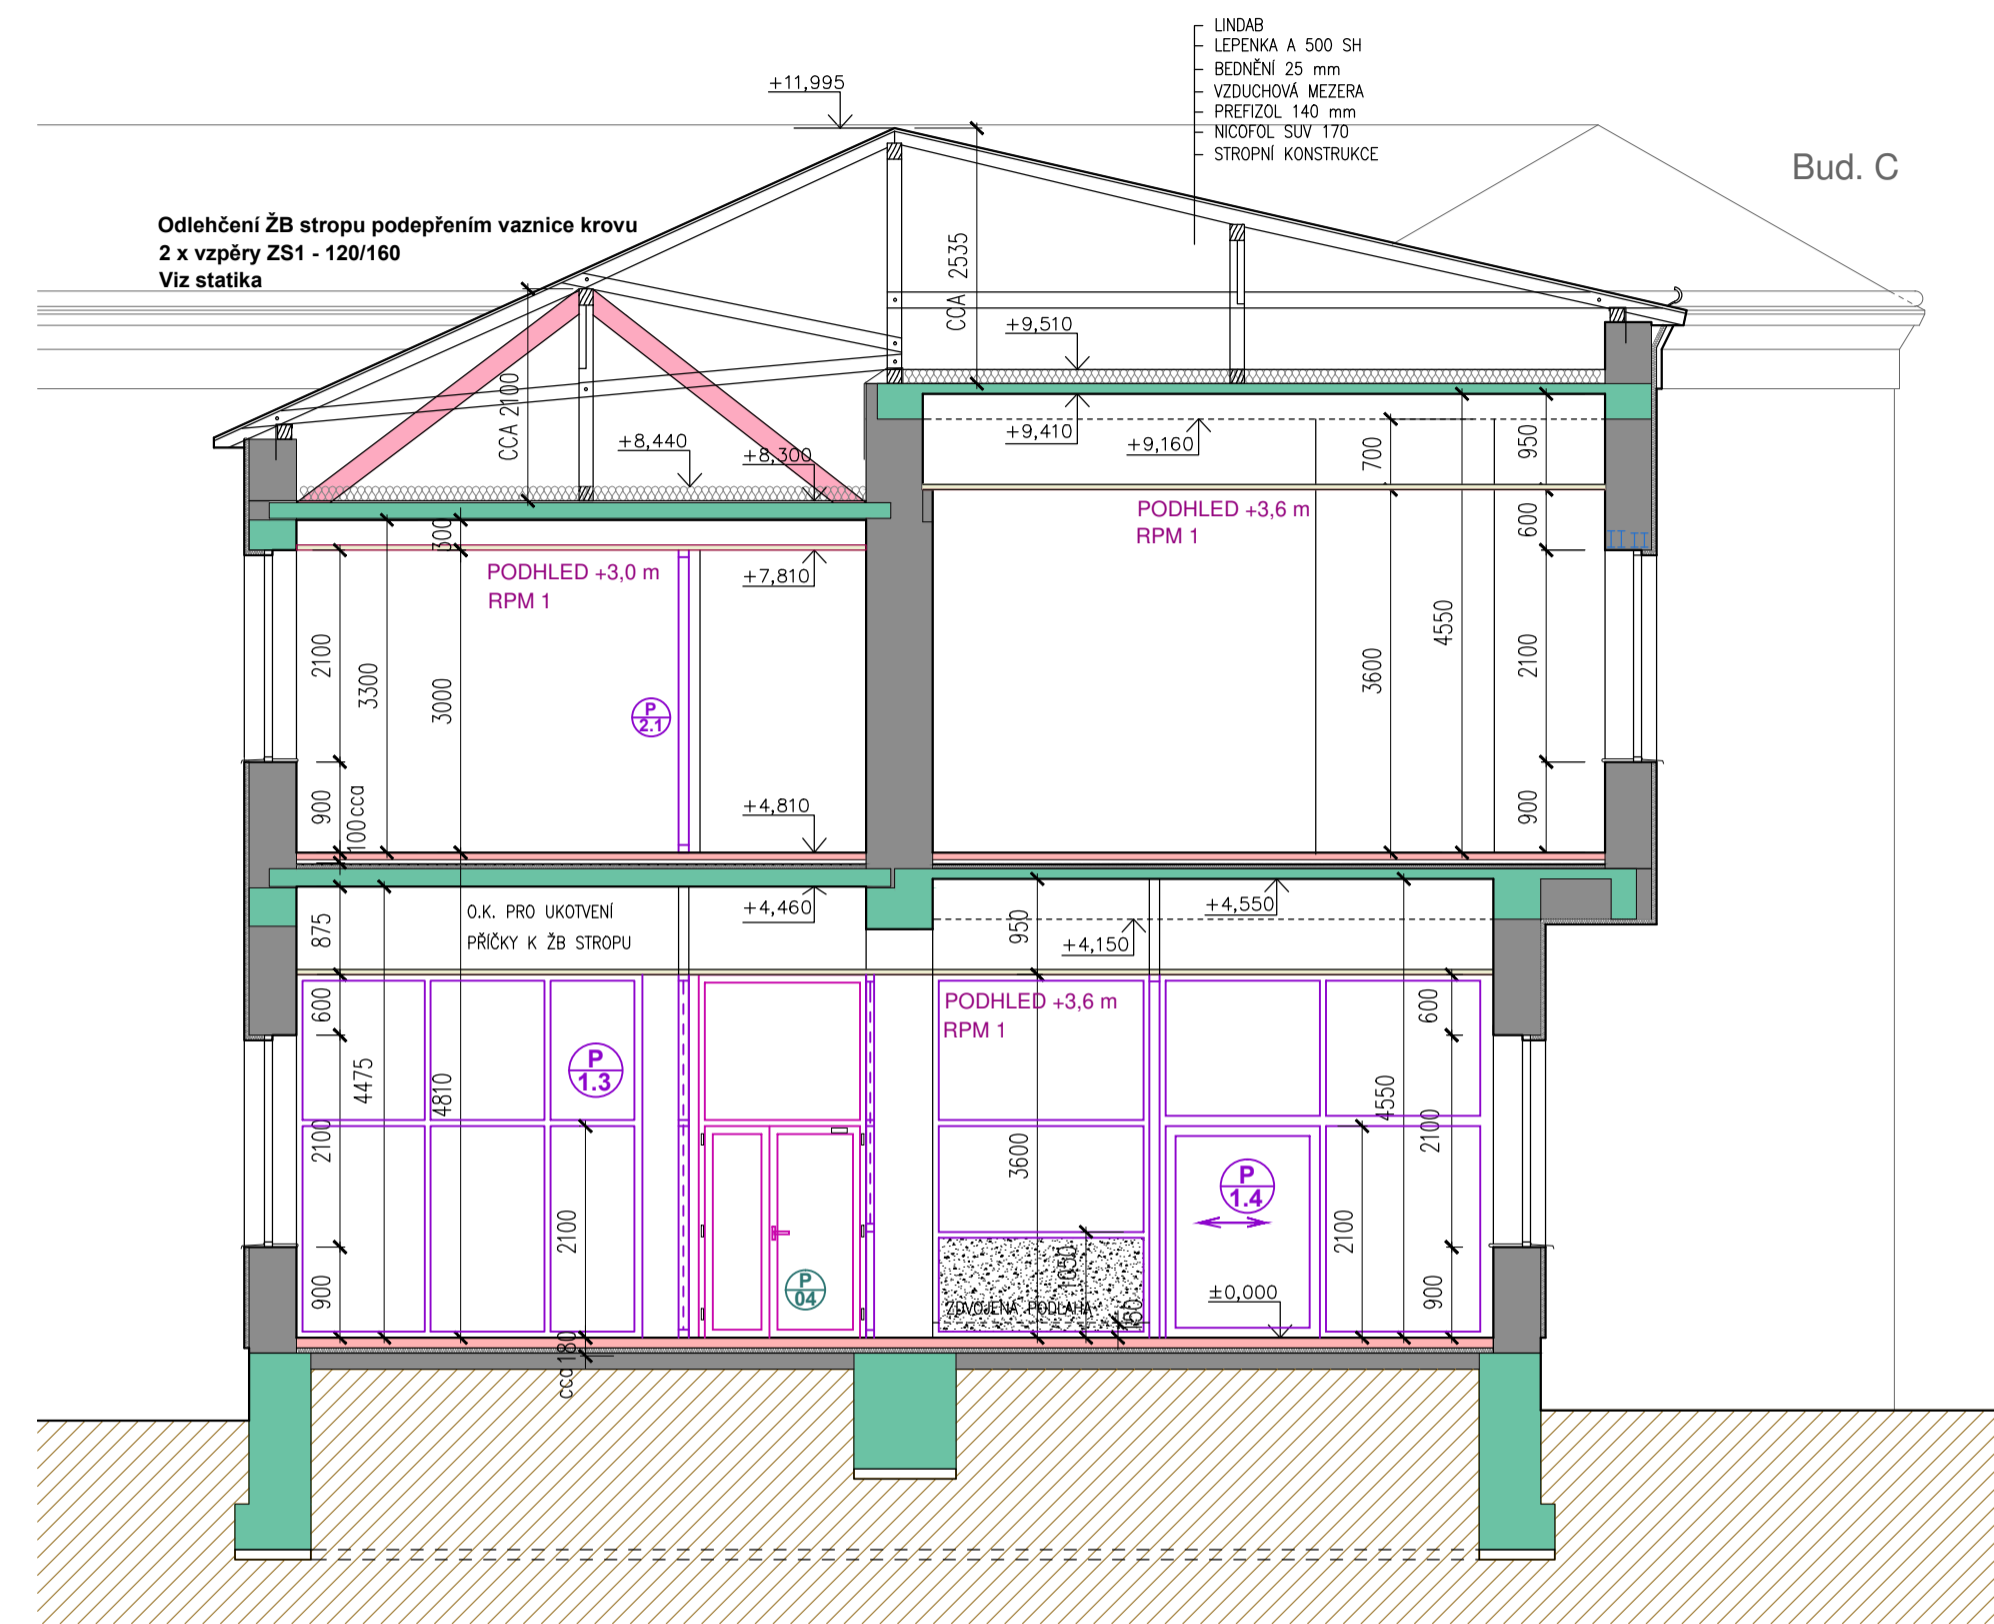 LINDAB
LEPENKA A 500 SH
BEDNĚNÍ 25 mm
VZDUCHOVÁ MEZERA
PREFIZOL 140 mm
NICOFOL SUV 170
STROPNÍ KONSTRUKCE
+11,995
Bud. C
Odlehčení ŽB stropu podepřením vaznice krovu
2 x vzpěry ZS1 - 120/160
Viz statika
CCA 2535
+9,510
CCA 2100
+8,440
+8,300
+9,410
+9,160
700
950
PODHLED +3,6 m
RPM 1
600
300
PODHLED +3,0 m
RPM 1
+7,810
2100
3300
3000
P
2.1
4550
3600
2100
900
100cca
+4,810
900
875
O.K. PRO UKOTVENÍ
PŘÍČKY K ŽB STROPU
+4,460
950
+4,550
+4,150
600
PODHLED +3,6 m
RPM 1
600
P
1.3
4475
4810
2100
4550
2100
3600
P
1.4
2100
2100
900
P
04
1050
ZDVOJENÁ PODLAHA
150
±0,000
900
cca180